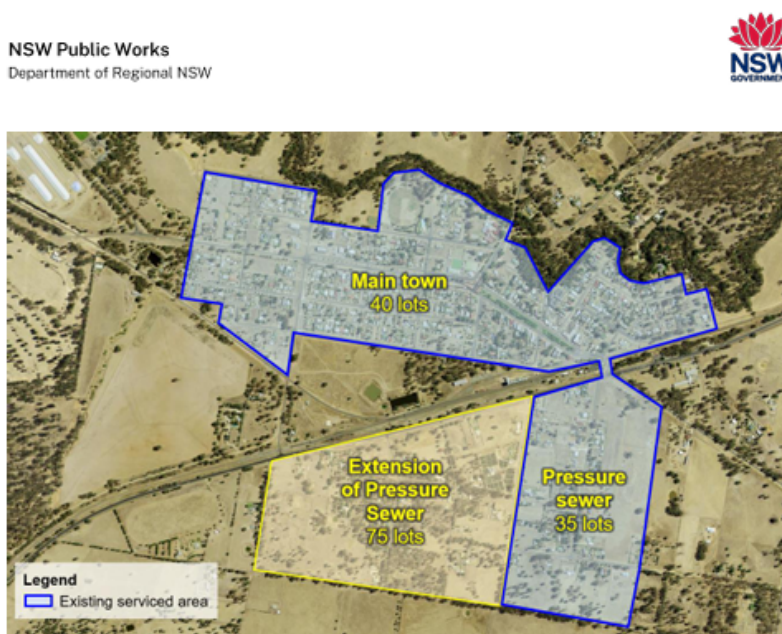 NSW Public Works
Department of Regional NSW
NSW
GOVERNMENT
Main town
40 lots
Extension
of Pressure
Sewer
75 lots
Pressure
sewer
35 lots
Legend
Existing serviced area